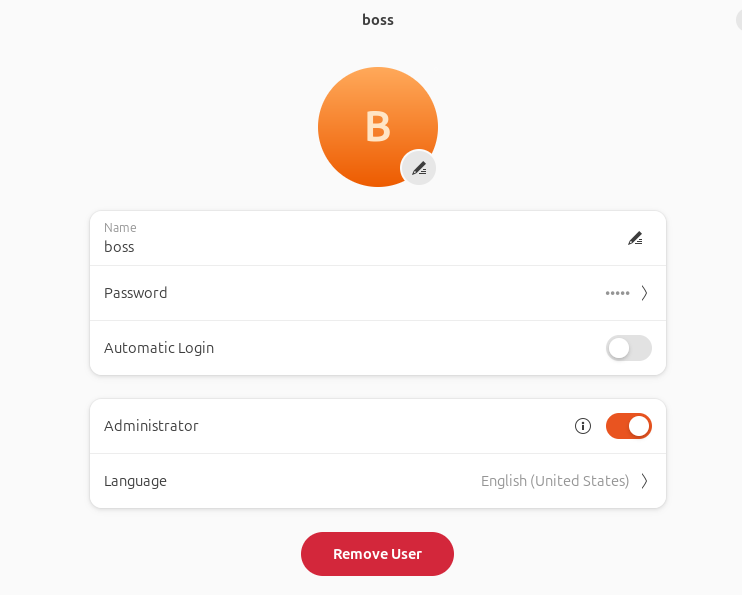 boss
B
Name
boss
Password •••••
Automatic Login
Administrator
Language English (United States)
Remove User